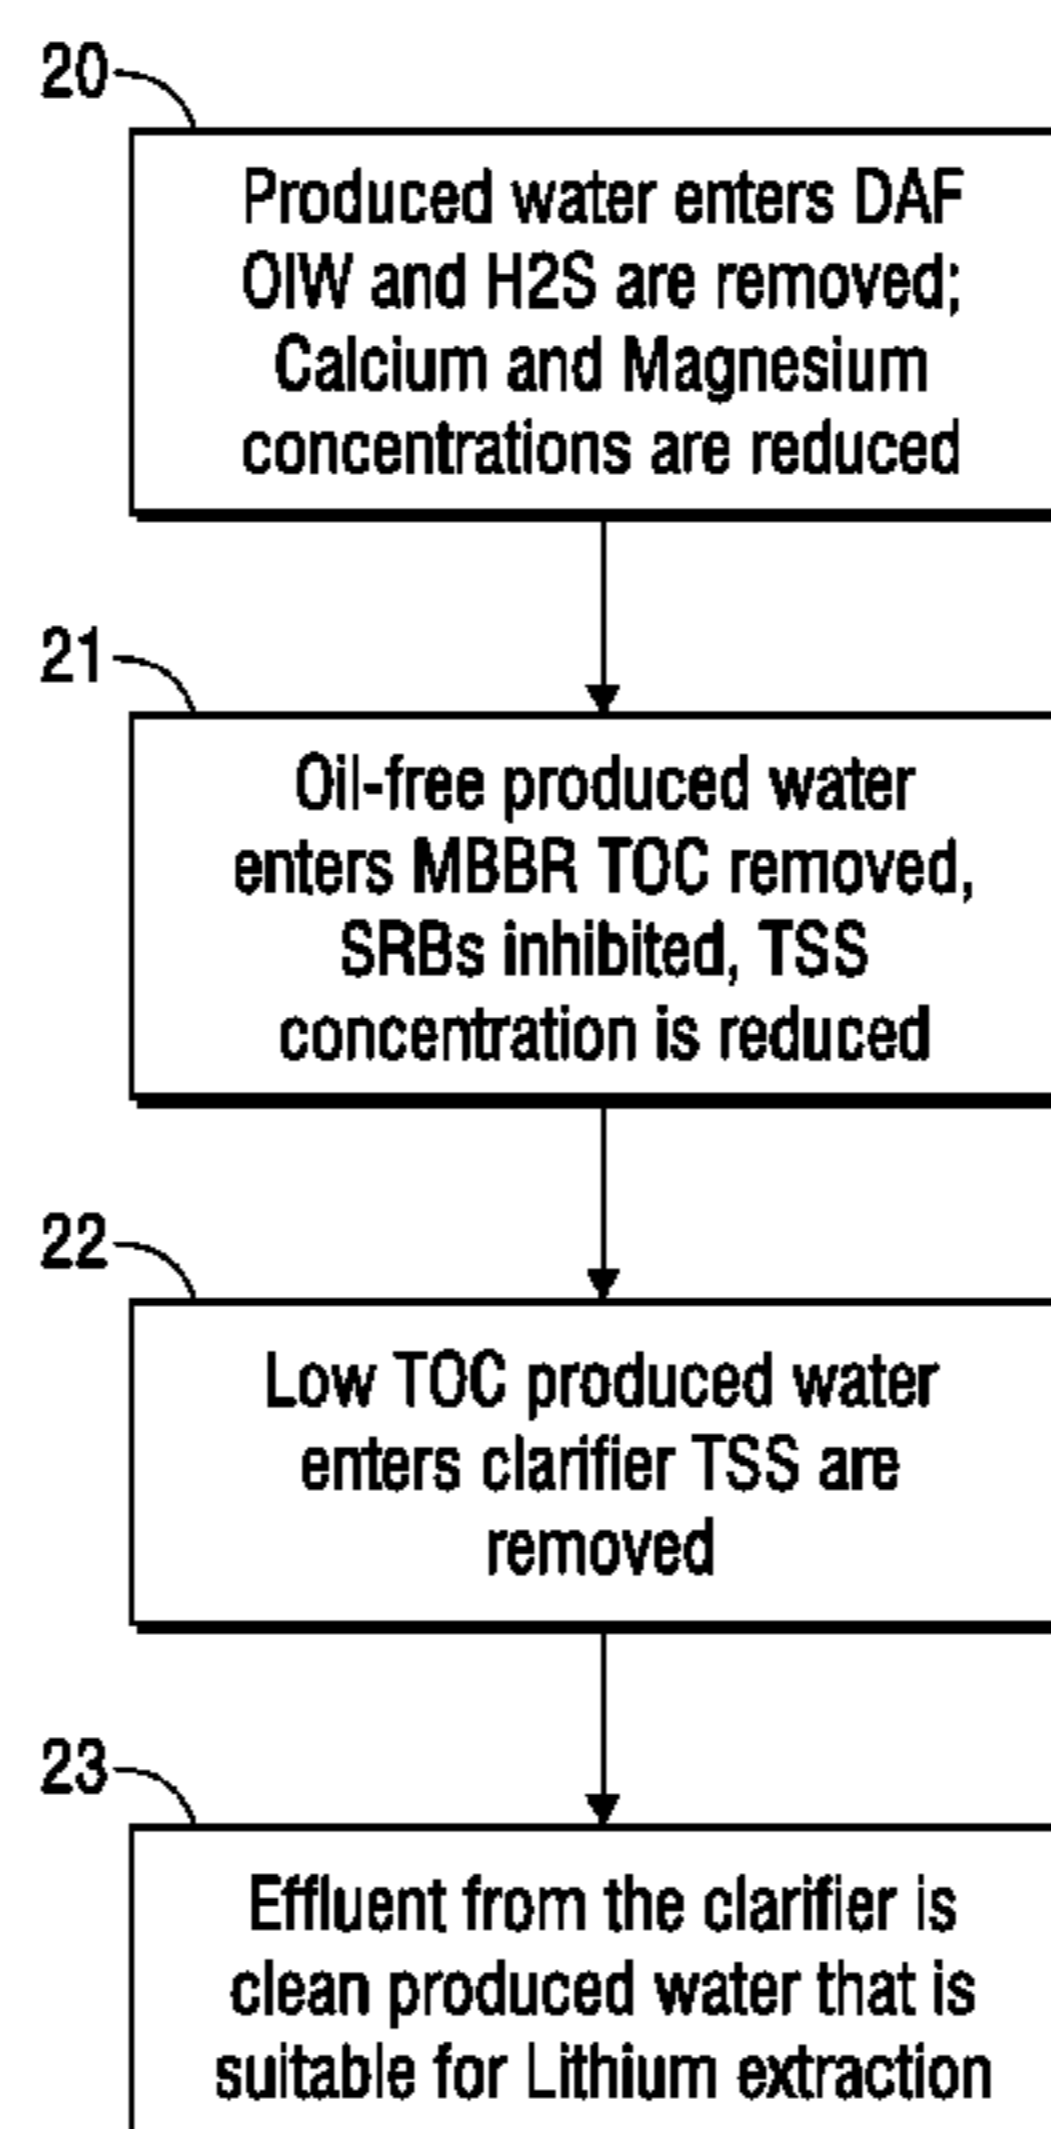 20
Produced water enters DAF
OIW and H2S are removed;
Calcium and Magnesium
concentrations are reduced
21
Oil-free produced water
enters MBBR TOC removed,
SRBs inhibited, TSS
concentration is reduced
22
Low TOC produced water
enters clarifier TSS are
removed
23
Effluent from the clarifier is
clean produced water that is
suitable for Lithium extraction